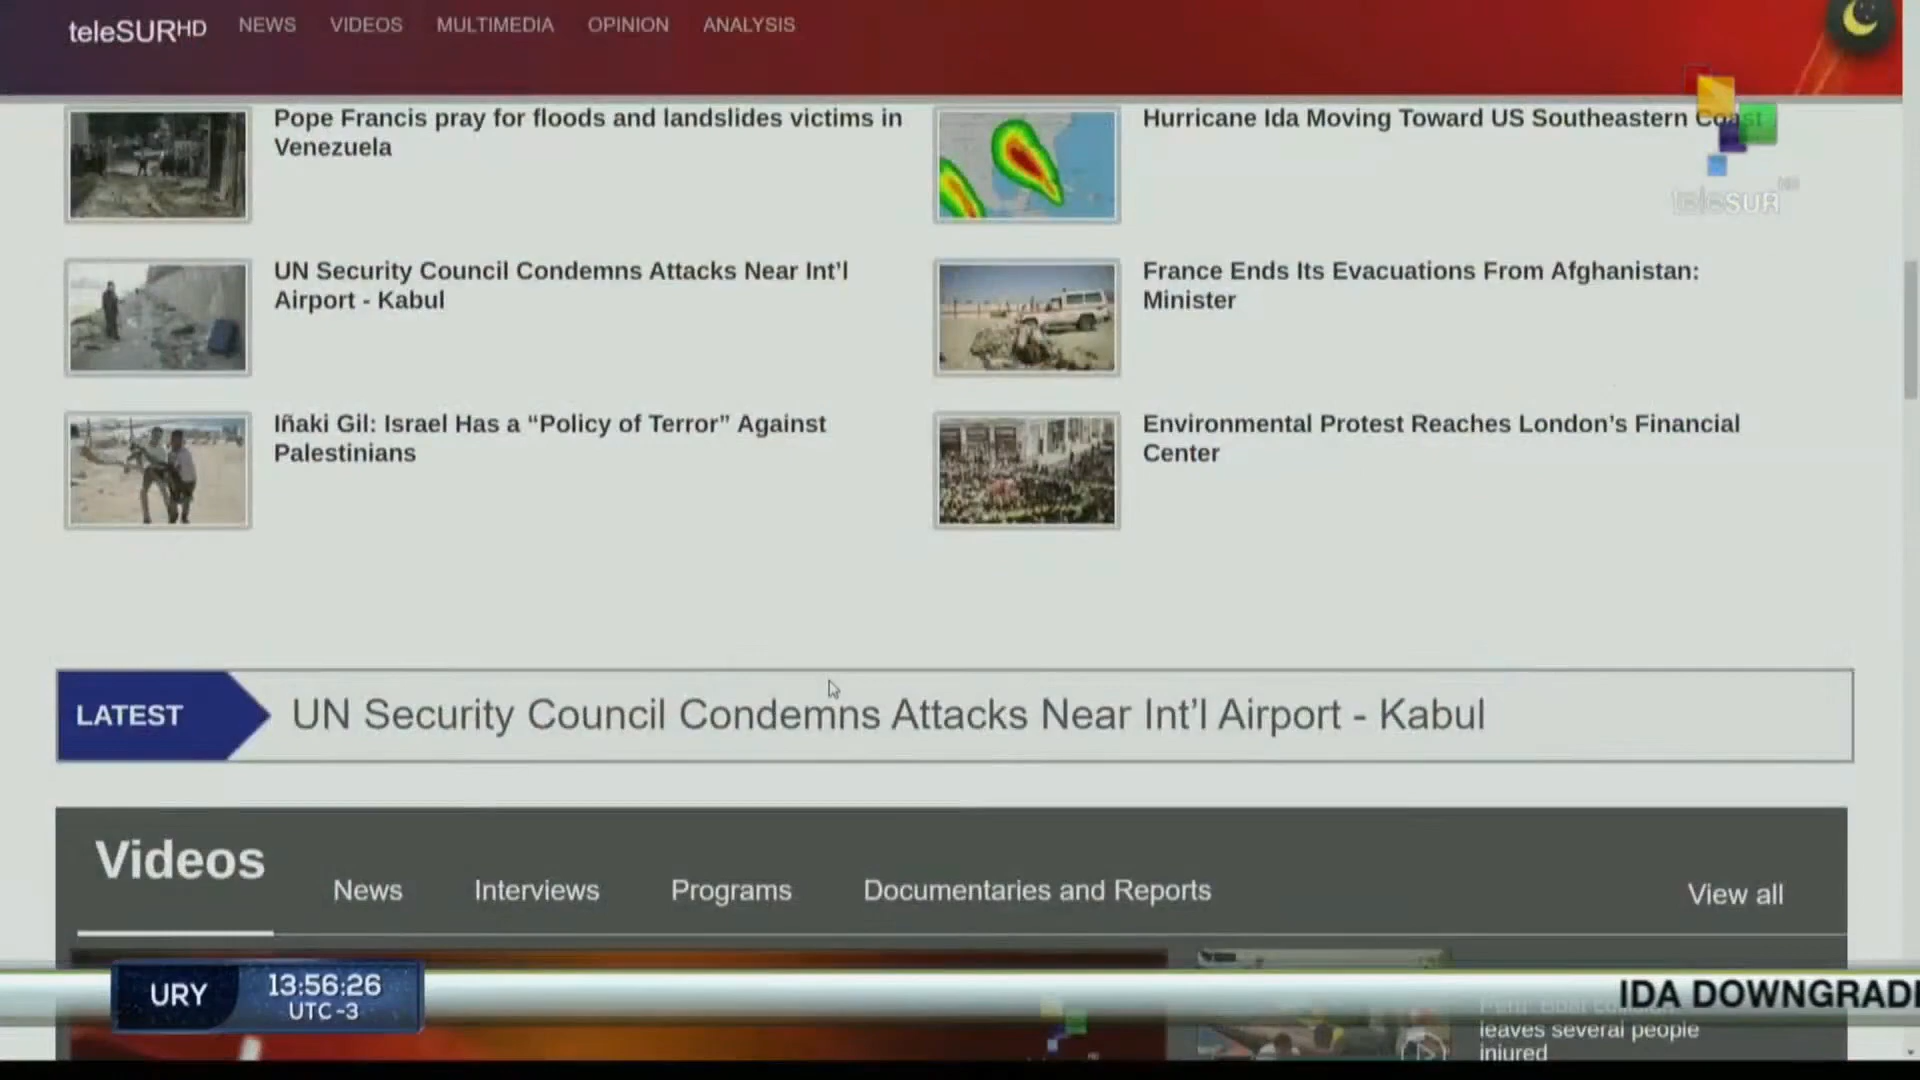 teleSURHD NEWS VIDEOS MULTIMEDIA OPINION ANALYSIS
Pope Francis pray for floods and landslides victims in
Venezuela
Hurricane Ida Moving Toward US Southeastern Coast
teleSUR HD
UN Security Council Condemns Attacks Near Int'l
Airport - Kabul
France Ends Its Evacuations From Afghanistan:
Minister
Iñaki Gil: Israel Has a “Policy of Terror” Against
Palestinians
Environmental Protest Reaches London’s Financial
Center
LATEST UN Security Council Condemns Attacks Near Int'l Airport - Kabul
Videos News Interviews Programs Documentaries and Reports View all
URY 13:56:26
UTC-3
IDA DOWNGRAD
leaves several people
injured